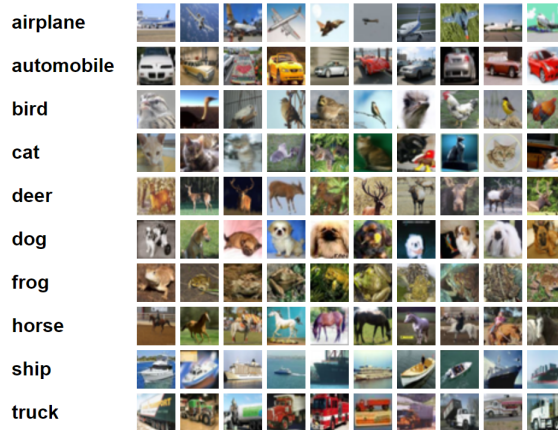 airplane
automobile
bird
cat
deer
dog
frog
horse
ship
truck